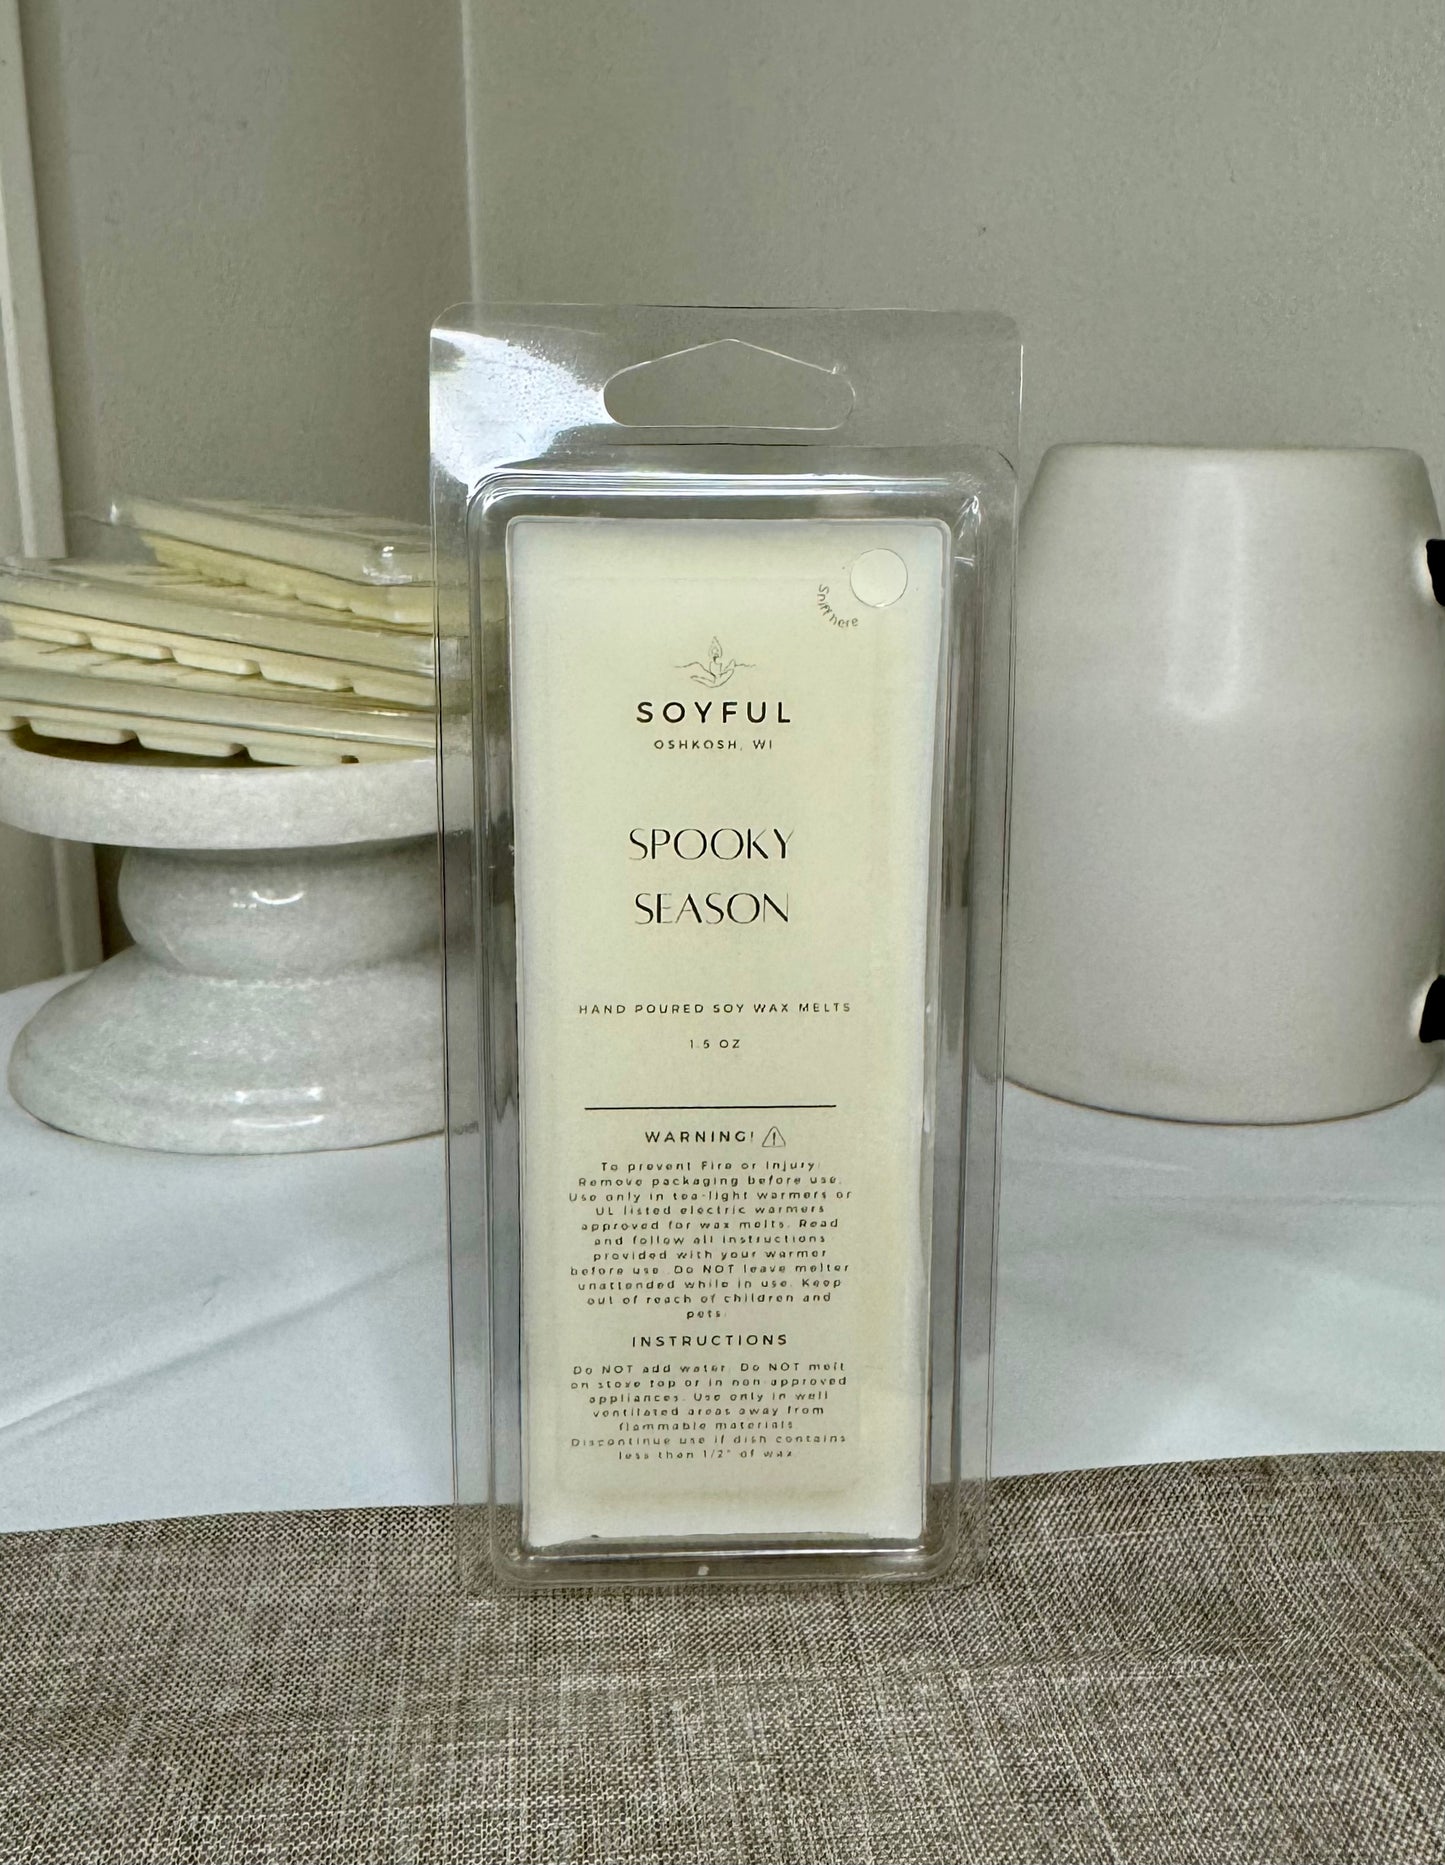 Sniff here
SOYFUL
OSHKOSH, WI
SPOOKY
SEASON
HAND POURED SOY WAX MELTS
1.5 OZ
WARNING!
To prevent Fire or Injury:
Remove packaging before use.
Use only in tea-light warmers or
UL listed electric warmers
approved for wax melts. Read
and follow all instructions
provided with your warmer
before use. Do NOT leave melter
unattended while in use. Keep
out of reach of children and
pets.
INSTRUCTIONS
Do NOT add water. Do NOT melt
on stove top or in non-approved
appliances. Use only in well
ventilated areas away from
flammable materials.
Discontinue use if dish contains
less than 1/2" of wax.